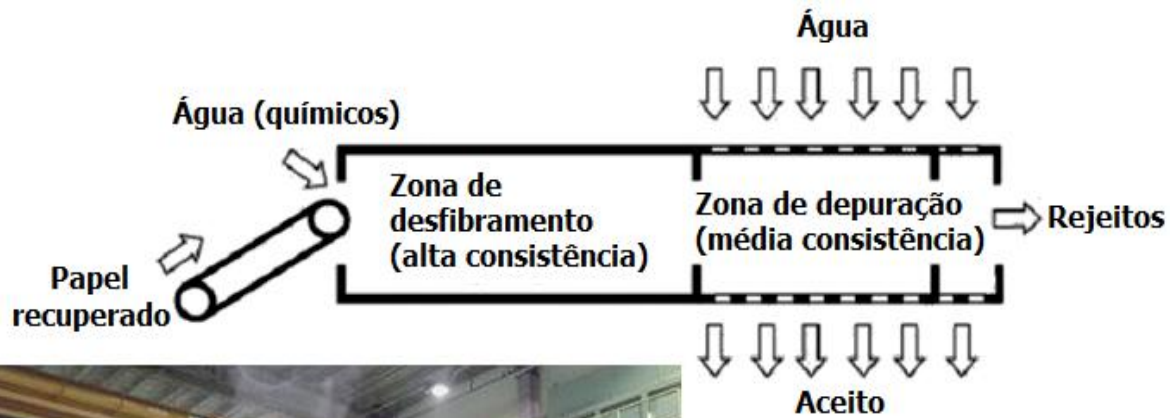 Água
Água (químicos)
Zona de
desfibramento
(alta consistência)
Zona de depuração
(média consistência)
Rejeitos
Papel
recuperado
Aceito